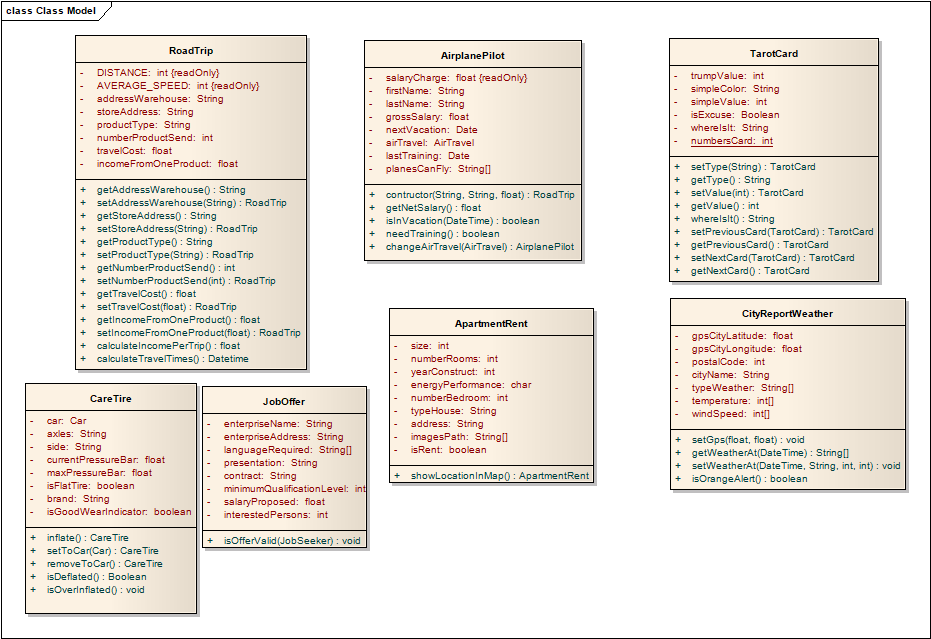 class Class Model
RoadTrip
- DISTANCE: int {readOnly}
- AVERAGE_SPEED: int {readOnly}
- addressWarehouse: String
- storeAddress: String
- productType: String
- numberProductSend: int
- travelCost: float
- incomeFromOneProduct: float
+ getAddressWarehouse() : String
+ setAddressWarehouse(String) : RoadTrip
+ getStoreAddress() : String
+ setStoreAddress(String) : RoadTrip
+ getProductType() : String
+ setProductType(String) : RoadTrip
+ getNumberProductSend() : int
+ setNumberProductSend(int) : RoadTrip
+ getTravelCost() : float
+ setTravelCost(float) : RoadTrip
+ getIncomeFromOneProduct() : float
+ setIncomeFromOneProduct(float) : RoadTrip
+ calculateIncomePerTrip() : float
+ calculateTravelTimes() : Datetime
AirplanePilot
- salaryCharge: float {readOnly}
- firstName: String
- lastName: String
- grossSalary: float
- nextVacation: Date
- airTravel: AirTravel
- lastTraining: Date
- planesCanFly: String[]
+ contructor(String, String, float) : RoadTrip
+ getNetSalary() : float
+ isInVacation(DateTime) : boolean
+ needTraining() : boolean
+ changeAirTravel(AirTravel) : AirplanePilot
TarotCard
- trumpValue: int
- simpleColor: String
- simpleValue: int
- isExcuse: Boolean
- whereIsIt: String
- numbersCard: int
+ setType(String) : TarotCard
+ getType() : String
+ setValue(int) : TarotCard
+ getValue() : int
+ whereIsIt() : String
+ setPreviousCard(TarotCard) : TarotCard
+ getPreviousCard() : TarotCard
+ setNextCard(TarotCard) : TarotCard
+ getNextCard() : TarotCard
CareTire
- car: Car
- axles: String
- side: String
- currentPressureBar: float
- maxPressureBar: float
- isFlatTire: boolean
- brand: String
- isGoodWearIndicator: boolean
+ inflate() : CareTire
+ setToCar(Car) : CareTire
+ removeToCar() : CareTire
+ isDeflated() : Boolean
+ isOverInflated() : void
JobOffer
- enterpriseName: String
- enterpriseAddress: String
- languageRequired: String[]
- presentation: String
- contract: String
- minimumQualificationLevel: int
- salaryProposed: float
- interestedPersons: int
+ isOfferValid(JobSeeker) : void
ApartmentRent
- size: int
- numberRooms: int
- yearConstruct: int
- energyPerformance: char
- numberBedroom: int
- typeHouse: String
- address: String
- imagesPath: String[]
- isRent: boolean
+ showLocationInMap() : ApartmentRent
CityReportWeather
- gpsCityLatitude: float
- gpsCityLongitude: float
- postalCode: int
- cityName: String
- typeWeather: String[]
- temperature: int[]
- windSpeed: int[]
+ setGps(float, float) : void
+ getWeatherAt(DateTime) : String[]
+ setWeatherAt(DateTime, String, int, int) : void
+ isOrangeAlert() : boolean